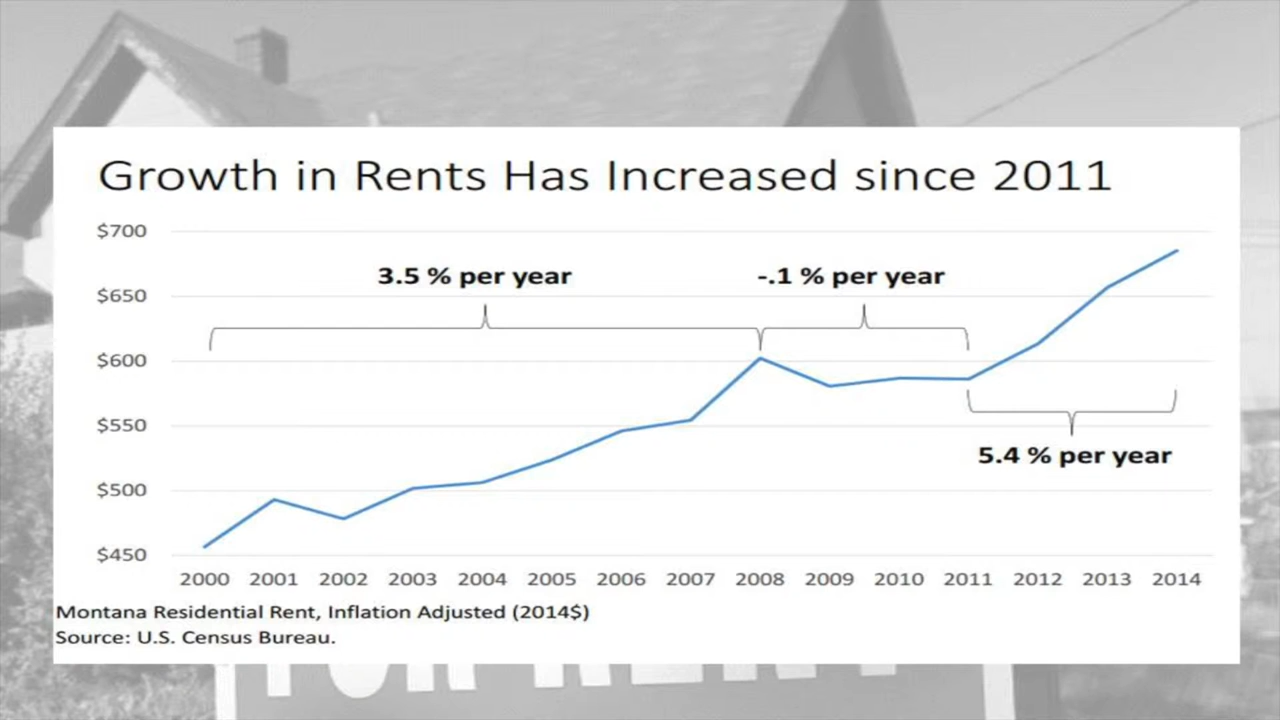 Growth in Rents Has Increased since 2011
$700
3.5 % per year
-.1 % per year
$650
$600
$550
5.4 % per year
$500
$450
2000 2001 2002 2003 2004 2005 2006 2007 2008 2009 2010 2011 2012 2013 2014
Montana Residential Rent, Inflation Adjusted (2014$)
Source: U.S. Census Bureau.
FOR RENT